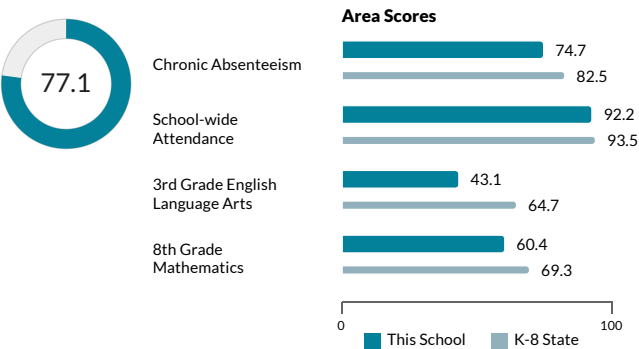 Area Scores
77.1
Chronic Absenteeism
74.7
82.5
School-wide
Attendance
92.2
93.5
3rd Grade English
Language Arts
43.1
64.7
8th Grade
Mathematics
60.4
69.3
0
100
This School
K-8 State